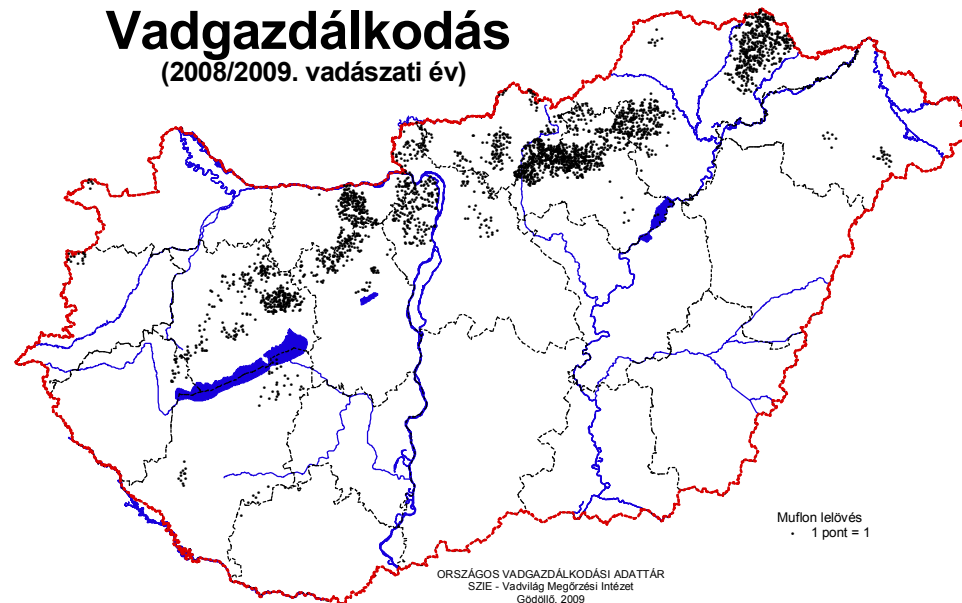 Vadgazdálkodás
(2008/2009. vadászati év)
Muflon lelövés
1 pont = 1
ORSZÁGOS VADGAZDÁLKODÁSI ADATTÁR
SZIE - Vadvilág Megőrzési Intézet
Gödöllő, 2009